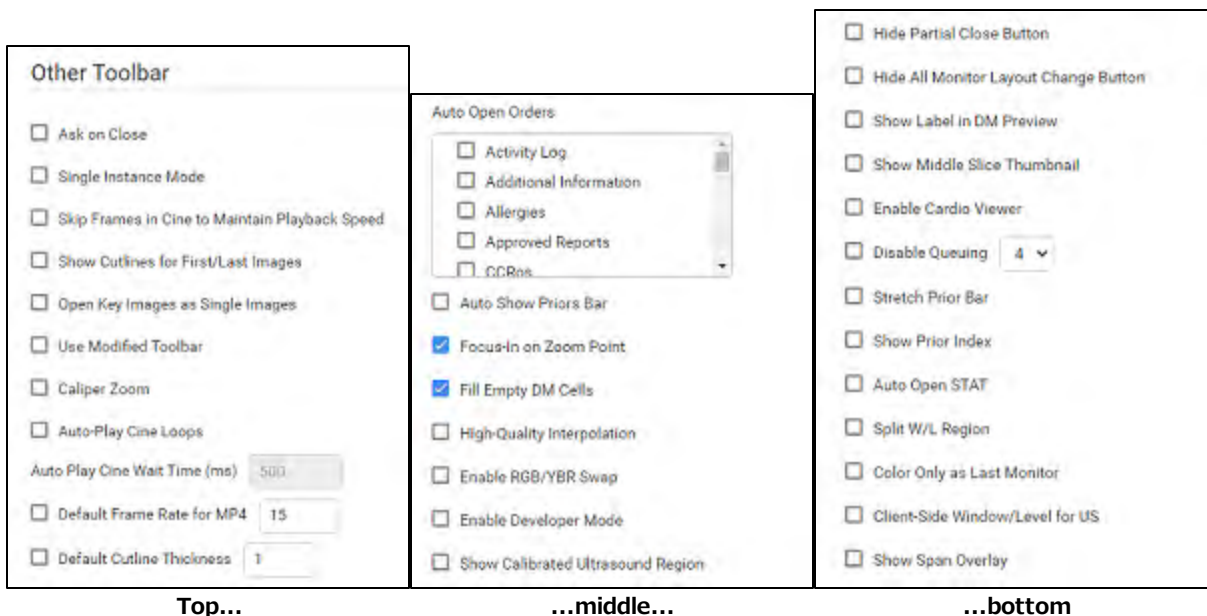 Other Toolbar
Ask on Close
Single Instance Mode
Skip Frames in Cine to Maintain Playback Speed
Show Cutlines for First/Last Images
Open Key Images as Single Images
Use Modified Toolbar
Caliper Zoom
Auto-Play Cine Loops
Auto Play Cine Wait Time (ms) 500
Default Frame Rate for MP4 15
Default Cutline Thickness 1
Top...
Auto Open Orders
Activity Log
Additional Information
Allergies
Approved Reports
CCRps
Auto Show Priors Bar
Focus-In on Zoom Point
Fill Empty DM Cells
High-Quality Interpolation
Enable RGB/YBR Swap
Enable Developer Mode
Show Calibrated Ultrasound Region
...middle...
Hide Partial Close Button
Hide All Monitor Layout Change Button
Show Label in DM Preview
Show Middle Slice Thumbnail
Enable Cardio Viewer
Disable Queuing 4
Stretch Prior Bar
Show Prior Index
Auto Open STAT
Split W/L Region
Color Only as Last Monitor
Client-Side Window/Level for US
Show Span Overlay
...bottom